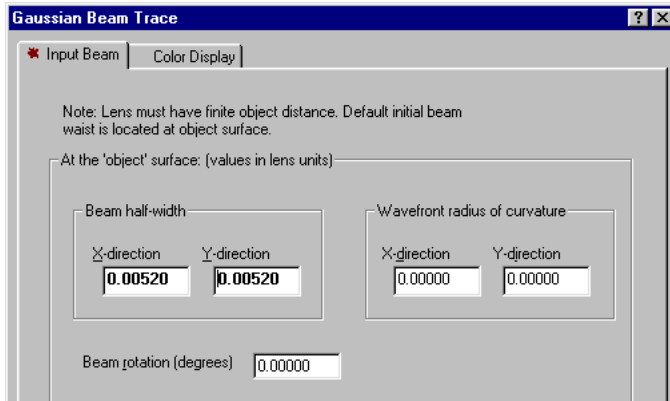 Gaussian Beam Trace
Input Beam Color Display
Note: Lens must have finite object distance. Default initial beam
waist is located at object surface.
At the 'object' surface: (values in lens units)
Beam half-width Wavefront radius of curvature
X-direction Y-direction X-direction Y-direction
0.00520 0.00520 0.00000 0.00000
Beam rotation (degrees) 0.00000